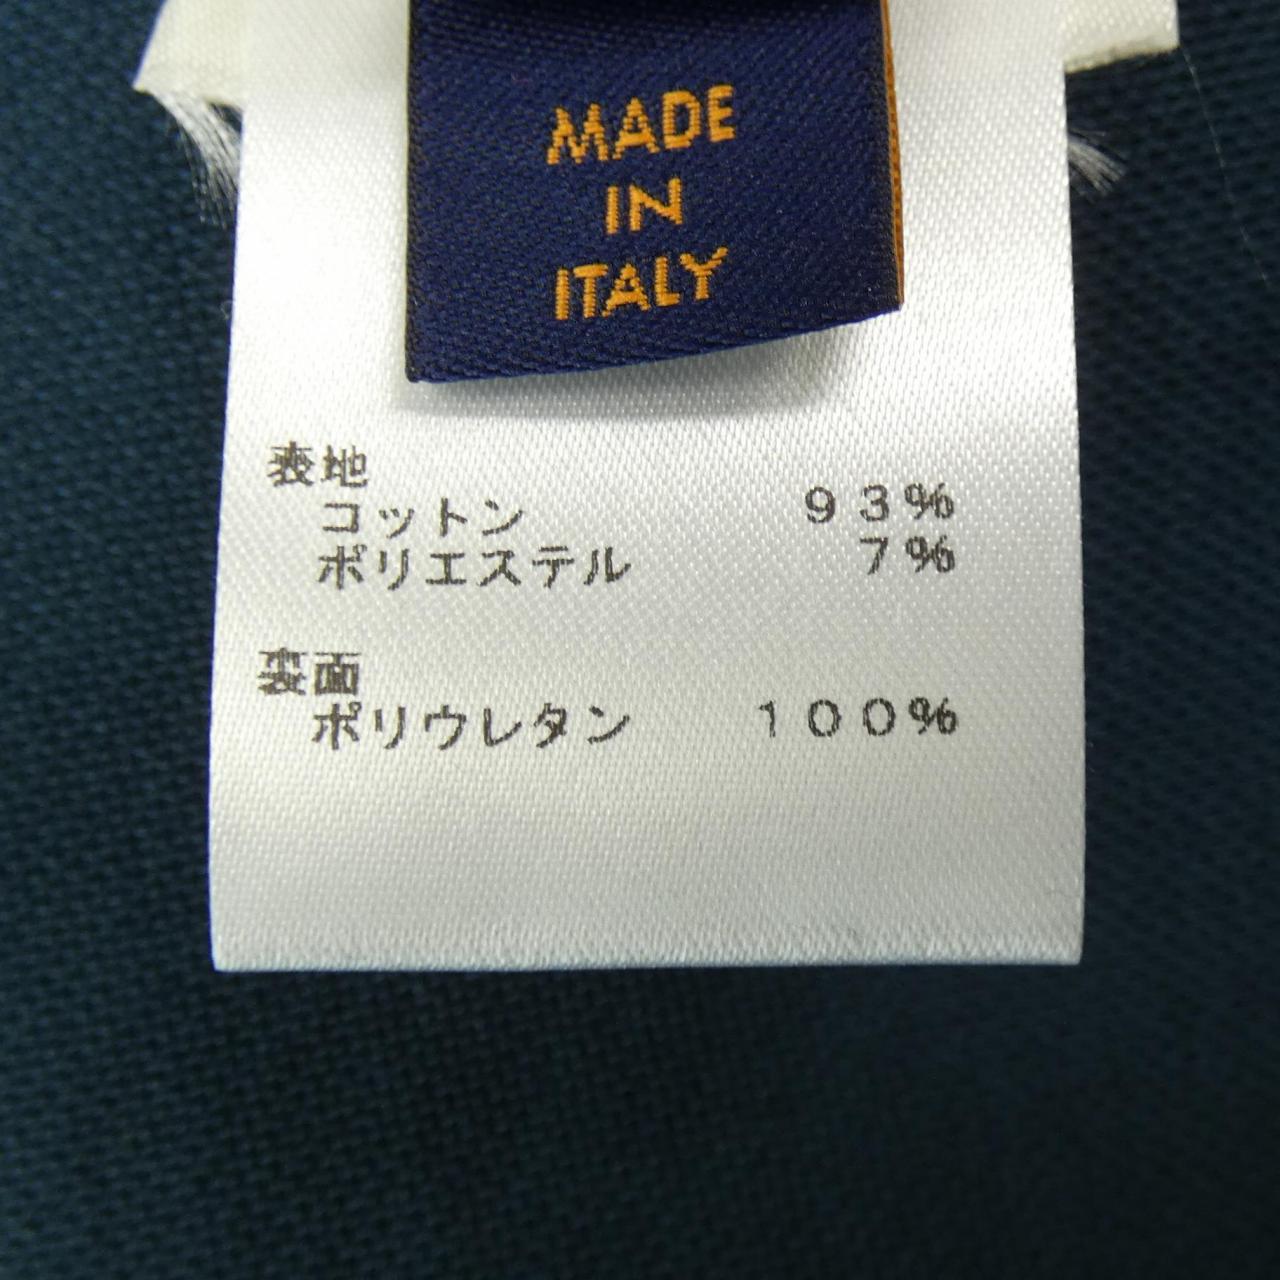 MADE
IN
ITALY
表地
コットン ９３％
ポリエステル ７％
裏面
ポリウレタン １００％